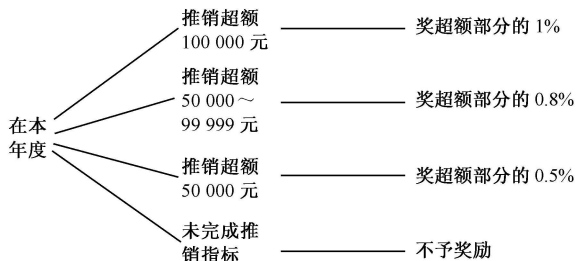 在本
年度
推销超额
100 000 元
奖超额部分的 1%
推销超额
50 000～
99 999 元
奖超额部分的 0.8%
推销超额
50 000 元
奖超额部分的 0.5%
未完成推
销指标
不予奖励